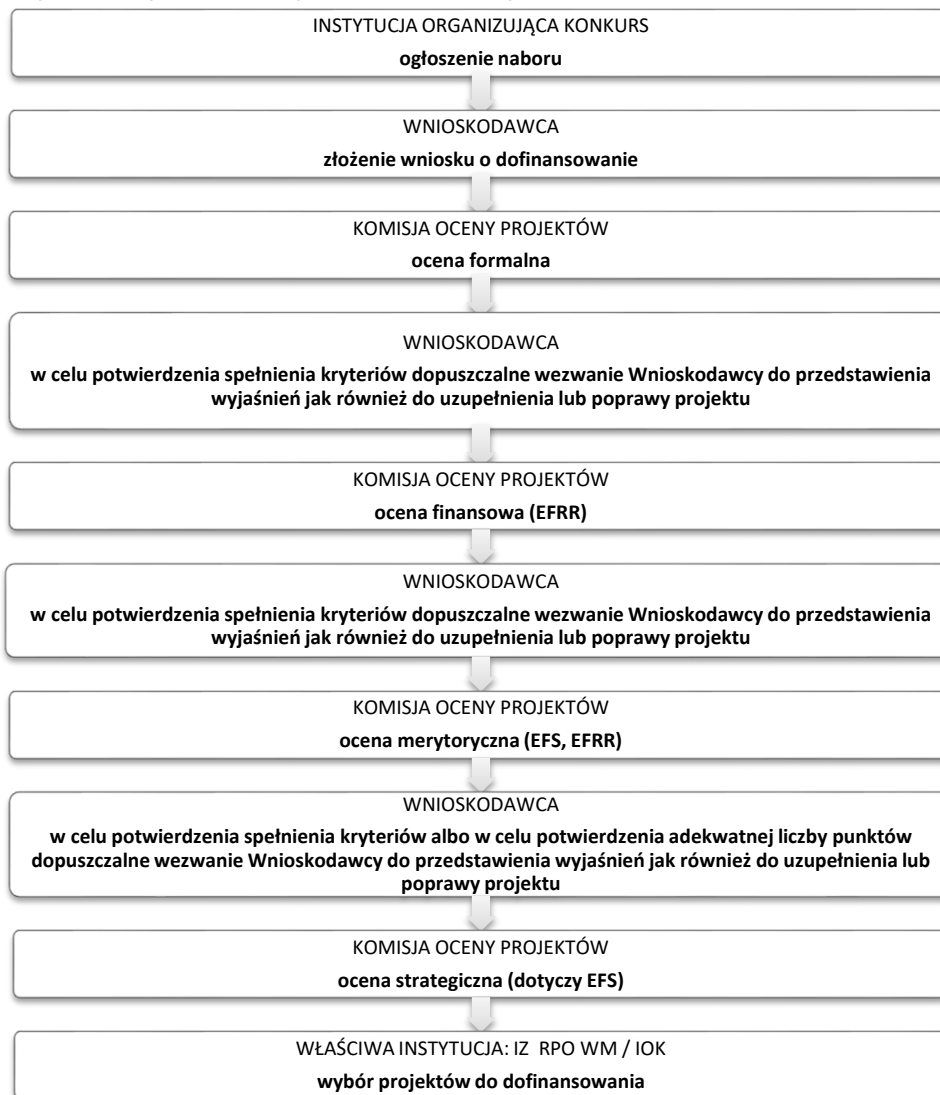 INSTYTUCJA ORGANIZUJĄCA KONKURS
ogłoszenie naboru
WNIOSKODAWCA
złożenie wniosku o dofinansowanie
KOMISJA OCENY PROJEKTÓW
ocena formalna
WNIOSKODAWCA
w celu potwierdzenia spełnienia kryteriów dopuszczalne wezwanie Wnioskodawcy do przedstawienia
wyjaśnień jak również do uzupełnienia lub poprawy projektu
KOMISJA OCENY PROJEKTÓW
ocena finansowa (EFRR)
WNIOSKODAWCA
w celu potwierdzenia spełnienia kryteriów dopuszczalne wezwanie Wnioskodawcy do przedstawienia
wyjaśnień jak również do uzupełnienia lub poprawy projektu
KOMISJA OCENY PROJEKTÓW
ocena merytoryczna (EFS, EFRR)
WNIOSKODAWCA
w celu potwierdzenia spełnienia kryteriów albo w celu potwierdzenia adekwatnej liczby punktów
dopuszczalne wezwanie Wnioskodawcy do przedstawienia wyjaśnień jak również do uzupełnienia lub
poprawy projektu
KOMISJA OCENY PROJEKTÓW
ocena strategiczna (dotyczy EFS)
WŁAŚCIWA INSTYTUCJA: IZ RPO WM / IOK
wybór projektów do dofinansowania